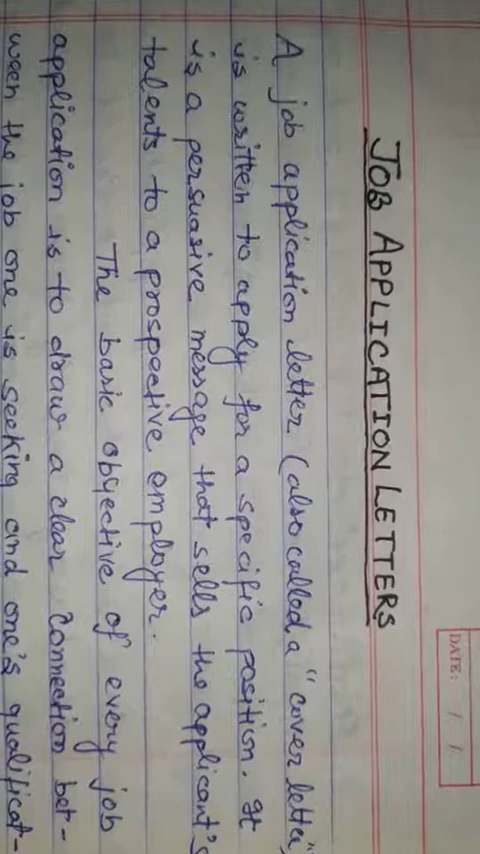 DATE: / /
JOB APPLICATION LETTERS
A job application letter (also called a "cover letter"
is written to apply for a specific position. It
is a persuasive message that sells the applicant's
talents to a prospective employer.
The basic objective of every job
application is to draw a clear connection bet-
ween the job one is seeking and one's qualificat-